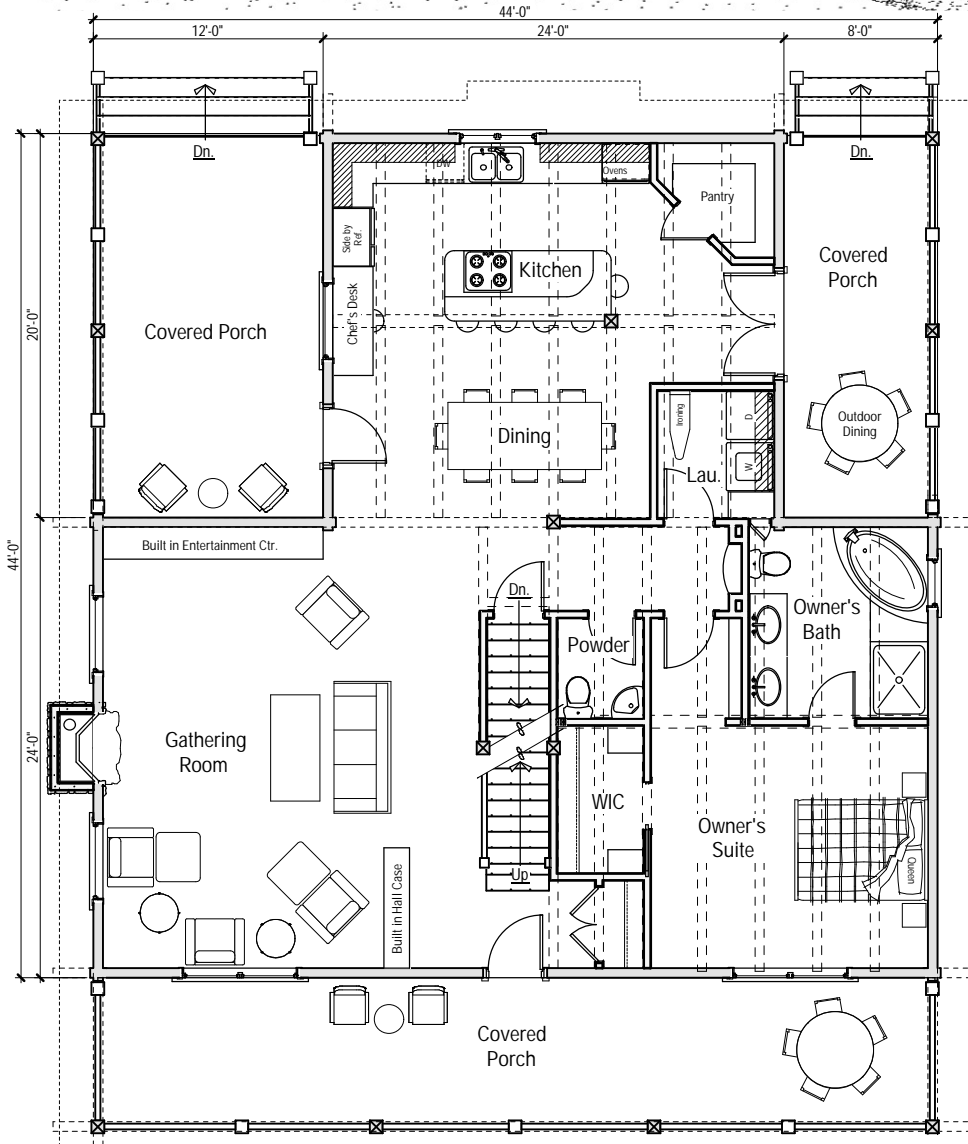 44'-0"
12'-0"
24'-0"
8'-0"
Dn.
Dn.
DW
Ovens
Pantry
Side by
Ref.
Kitchen
Covered
Porch
Chef's Desk
Covered Porch
20'-0"
Ironing
D
Outdoor
Dining
Dining
W
Lau.
Built in Entertainment Ctr.
44'-0"
Dn.
Owner's
Bath
Powder
Gathering
Room
24'-0"
WIC
Owner's
Suite
Queen
Up
Built in Hall Case
Covered
Porch